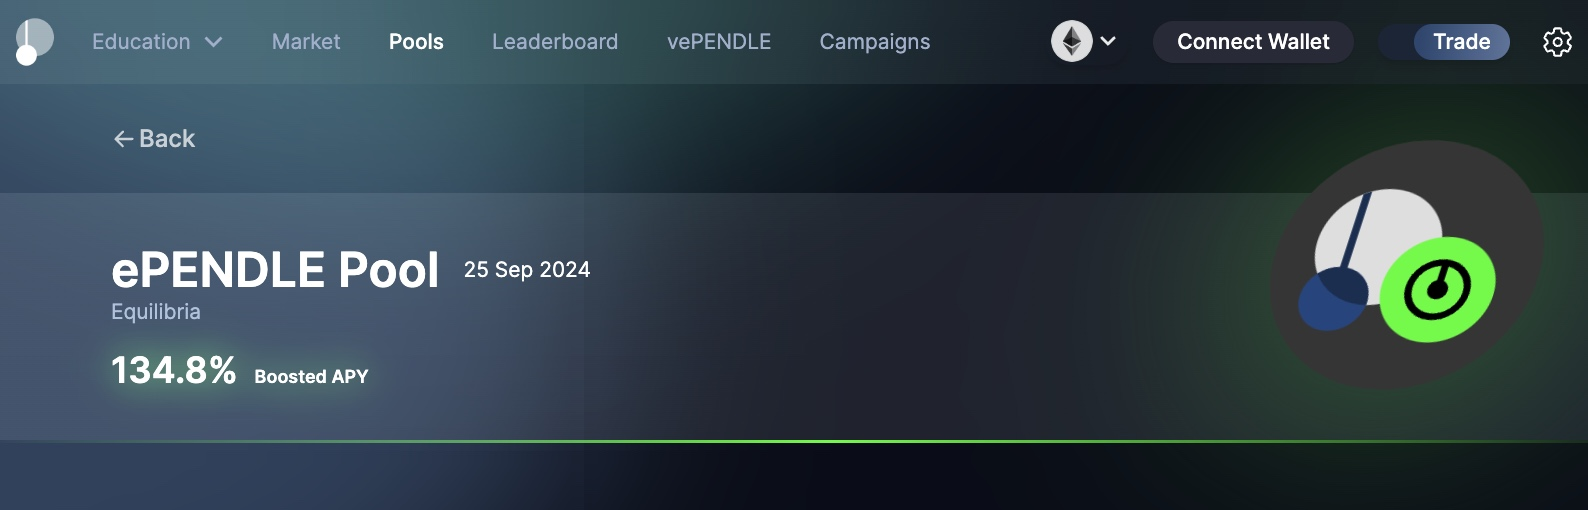 Education Market Pools Leaderboard vePENDLE Campaigns Connect Wallet Trade
Back
ePENDLE Pool 25 Sep 2024
Equilibria
134.8% Boosted APY